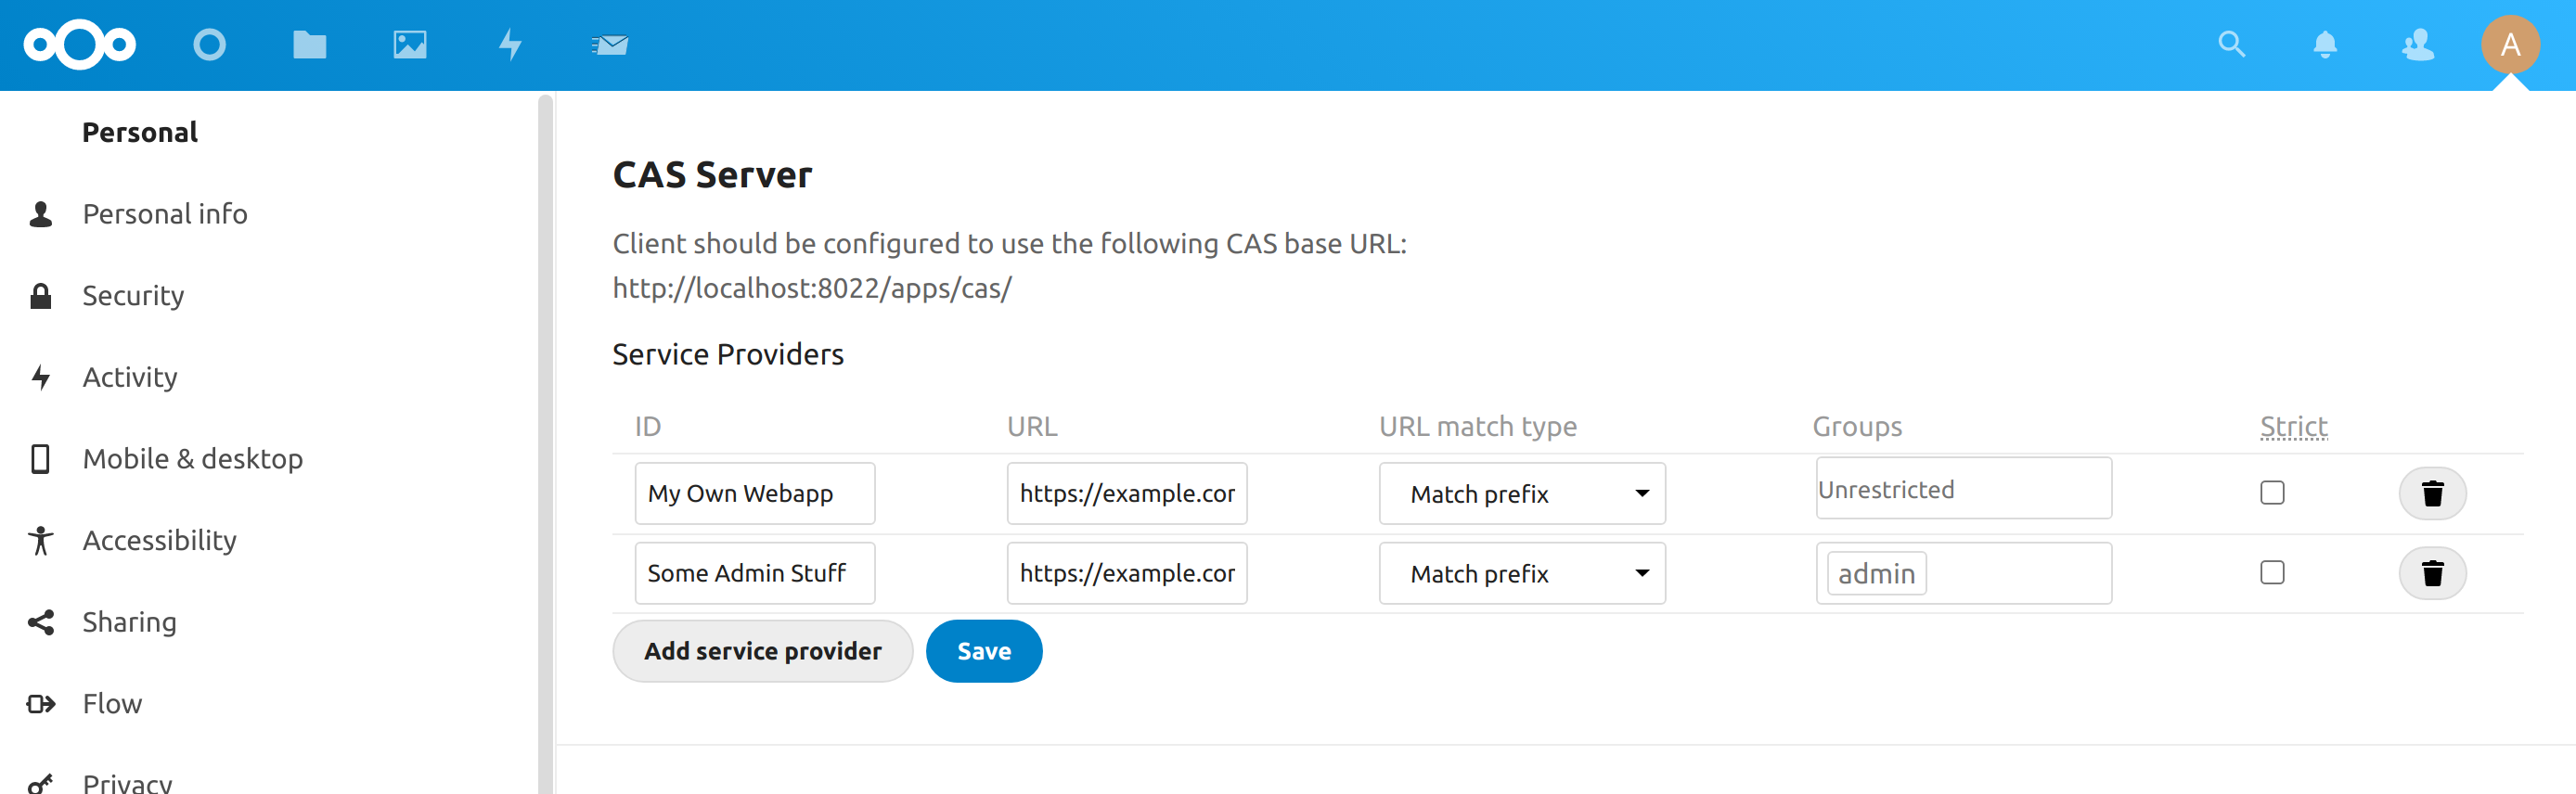 A
Personal
Personal info
Security
Activity
Mobile & desktop
Accessibility
Sharing
Flow
Privacy
CAS Server
Client should be configured to use the following CAS base URL:
http://localhost:8022/apps/cas/
Service Providers
ID URL URL match type Groups Strict
My Own Webapp https://example.cor Match prefix Unrestricted
Some Admin Stuff https://example.cor Match prefix admin
Add service provider Save